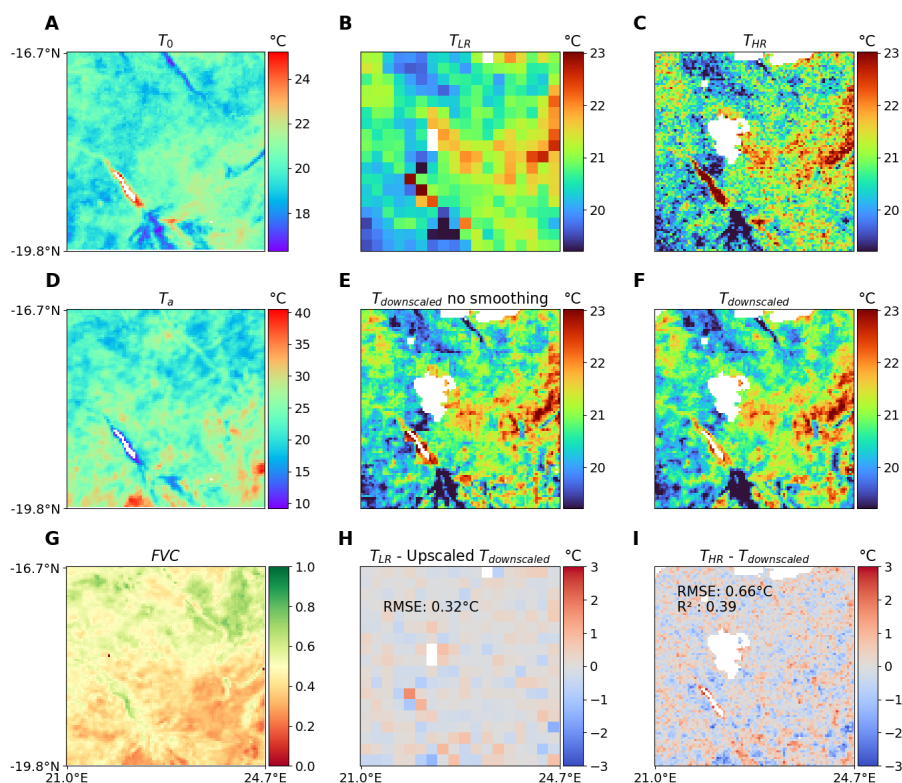 A
T0
°C
-16.7°N
-19.8°N
24
22
20
18
B
TLR
°C
23
22
21
20
C
THR
°C
23
22
21
20
D
Ta
°C
-16.7°N
-19.8°N
40
35
30
25
20
15
10
E
Tdownscaled no smoothing
°C
23
22
21
20
F
Tdownscaled
°C
23
22
21
20
G
FVC
-16.7°N
-19.8°N
21.0°E
24.7°E
1.0
0.8
0.6
0.4
0.2
0.0
H
TLR - Upscaled Tdownscaled
°C
RMSE: 0.32°C
21.0°E
24.7°E
3
2
1
0
−1
−2
−3
I
THR - Tdownscaled
°C
RMSE: 0.66°C
R² : 0.39
21.0°E
24.7°E
3
2
1
0
−1
−2
−3